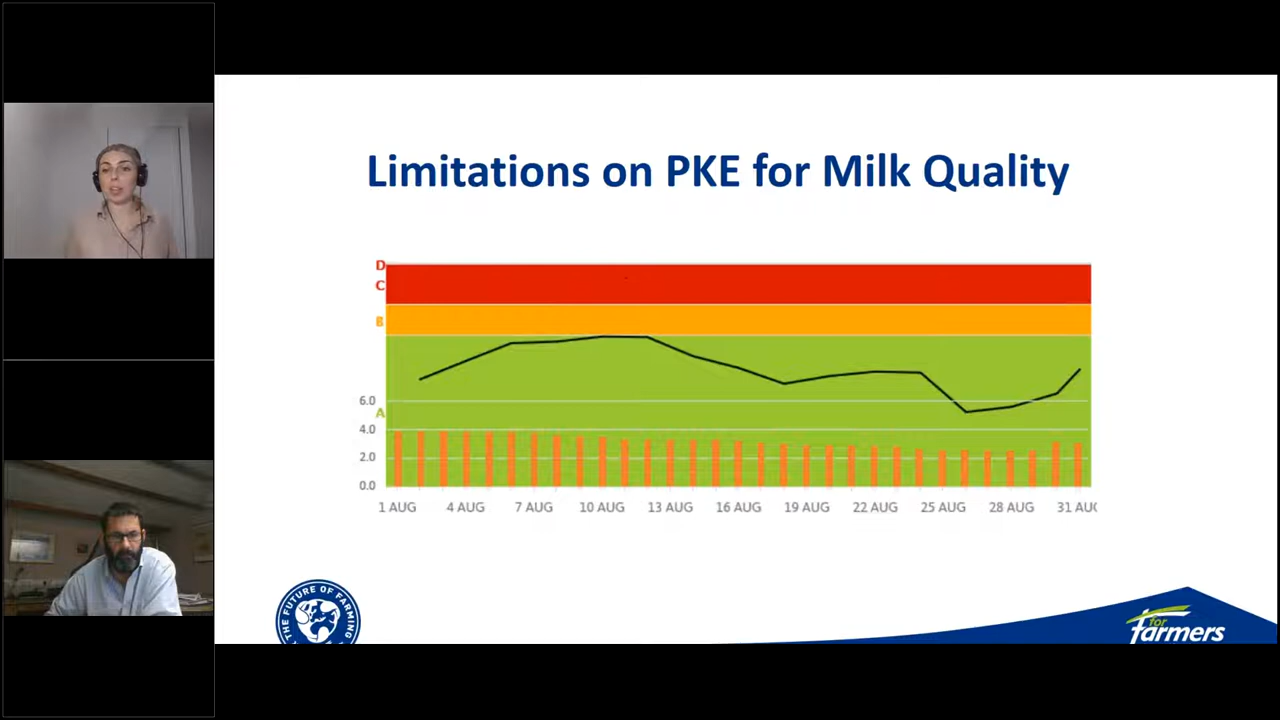 Limitations on PKE for Milk Quality
D
C
B
6.0
A
4.0
2.0
0.0
1 AUG 4 AUG 7 AUG 10 AUG 13 AUG 16 AUG 19 AUG 22 AUG 25 AUG 28 AUG 31 AUG
THE FUTURE OF FARMING
for
farmers